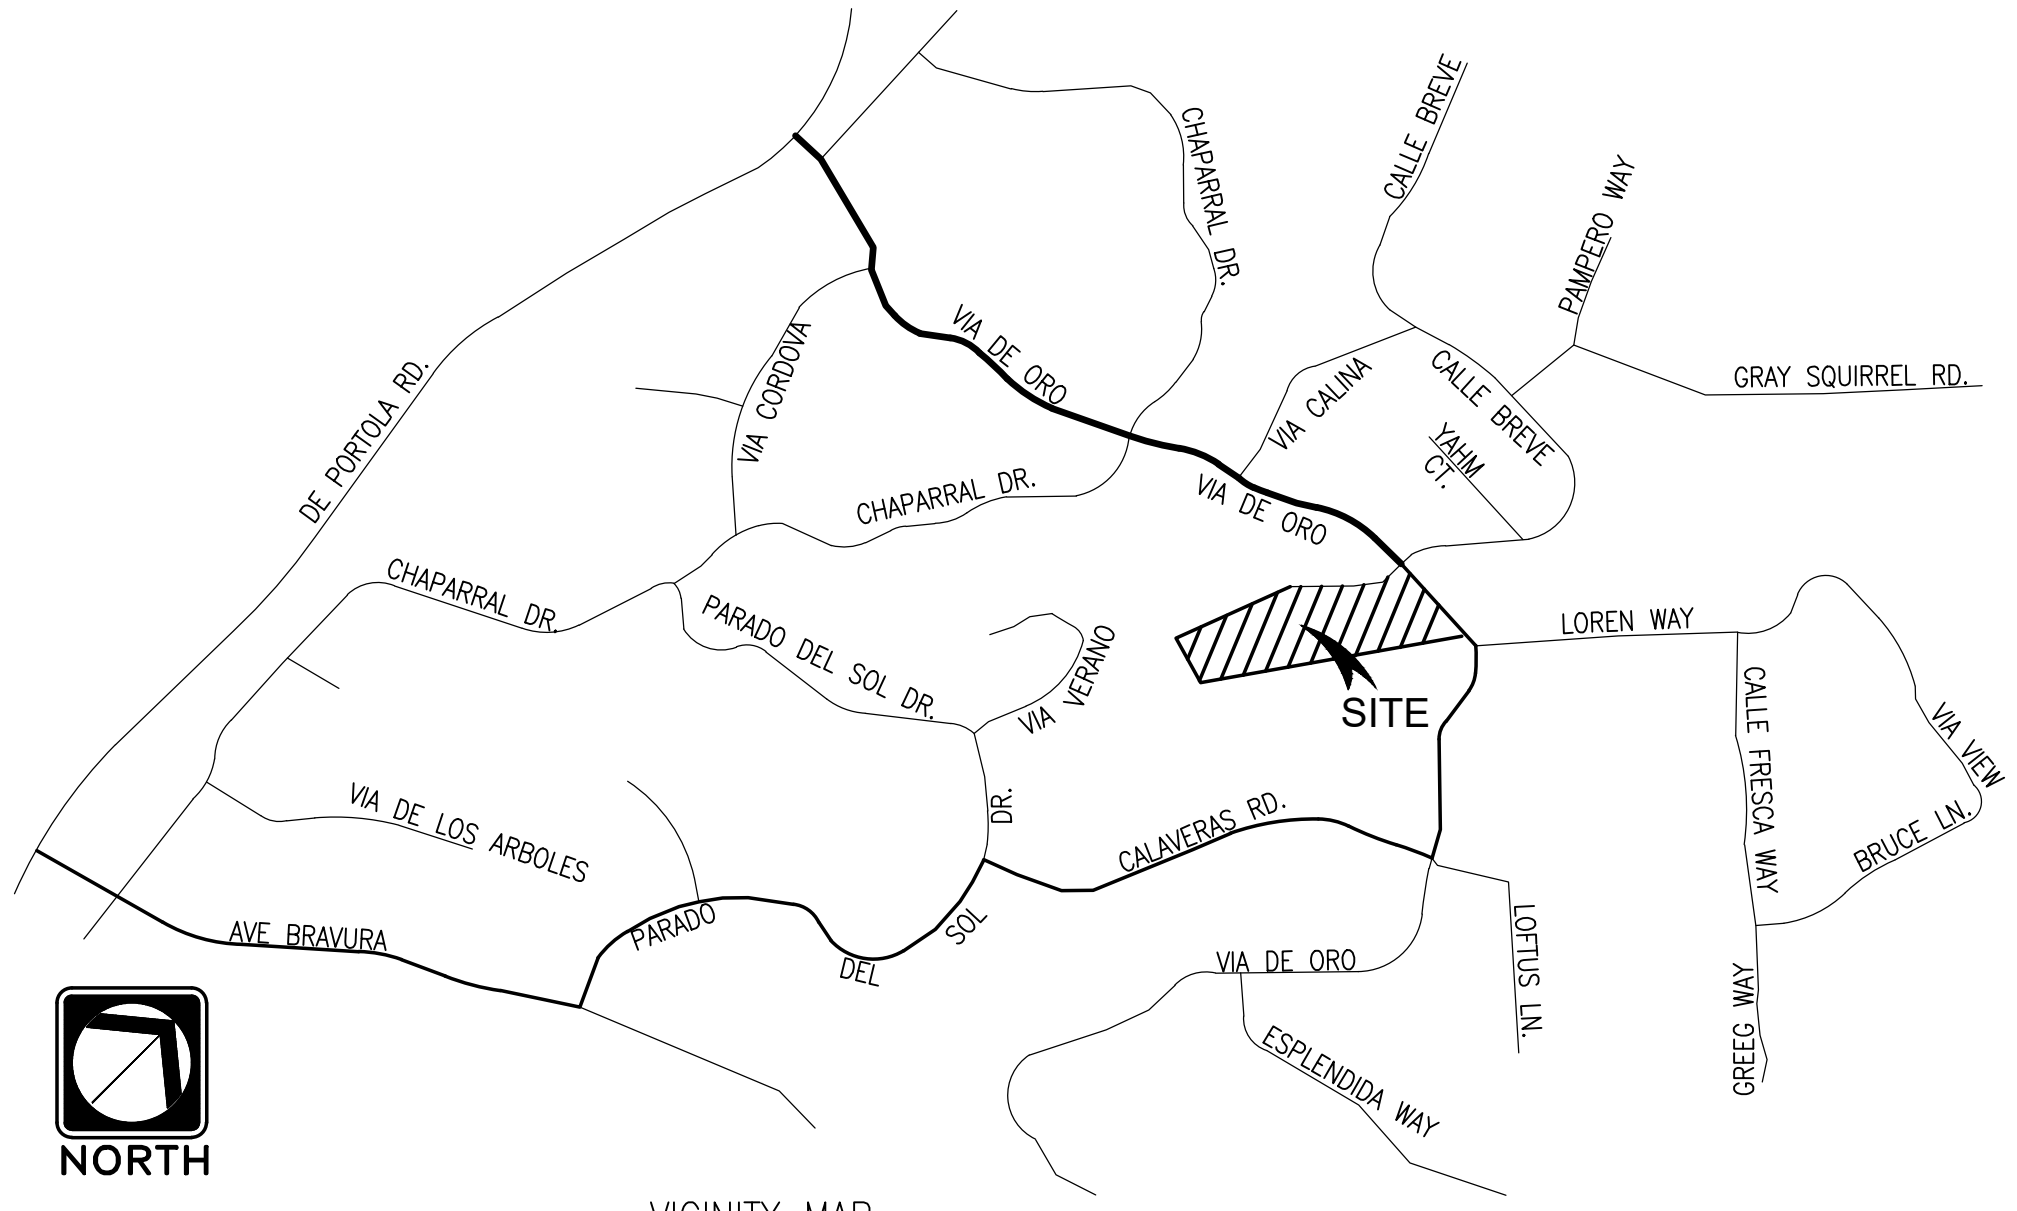 CALLE BREVE
CHAPARRAL DR.
PAMPERO WAY
VIA DE ORO
VIA CORDOVA
DE PORTOLA RD.
VIA CALINA
CALLE BREVE
GRAY SQUIRREL RD.
YAHM
CT.
CHAPARRAL DR.
VIA DE ORO
CHAPARRAL DR.
PARADO DEL SOL DR.
VIA VERANO
LOREN WAY
SITE
CALLE FRESCA WAY
VIA VIEW
VIA DE LOS ARBOLES
DR.
CALAVERAS RD.
BRUCE LN.
AVE BRAVURA
PARADO
DEL
SOL
VIA DE ORO
LOFTUS LN.
GREEG WAY
ESPLENDIDA WAY
NORTH
VICINITY MAP